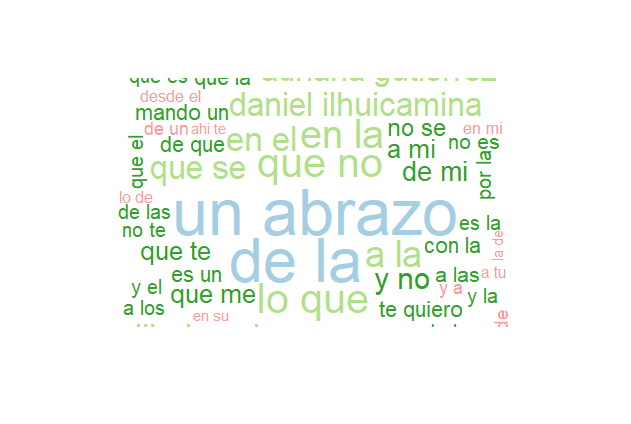 que es que la
adriana gutierrez
desde el
daniel ilhuicamina
mando un
de un
ahi te
en el
en la
no se
en mi
de que
a mi
no es
que el
que se
que no
de mi
por las
lo de
un abrazo
de las
no te
es la
que te
de la
a la
con la
la de
es un
y no
a las
a tu
y el
que me
lo que
y a
y la
a los
te quiero
en su
de